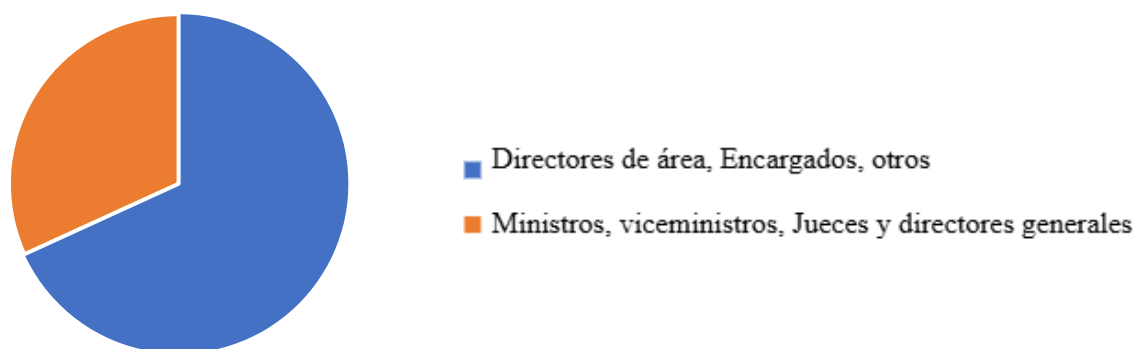 Directores de área, Encargados, otros
Ministros, viceministros, Jueces y directores generales